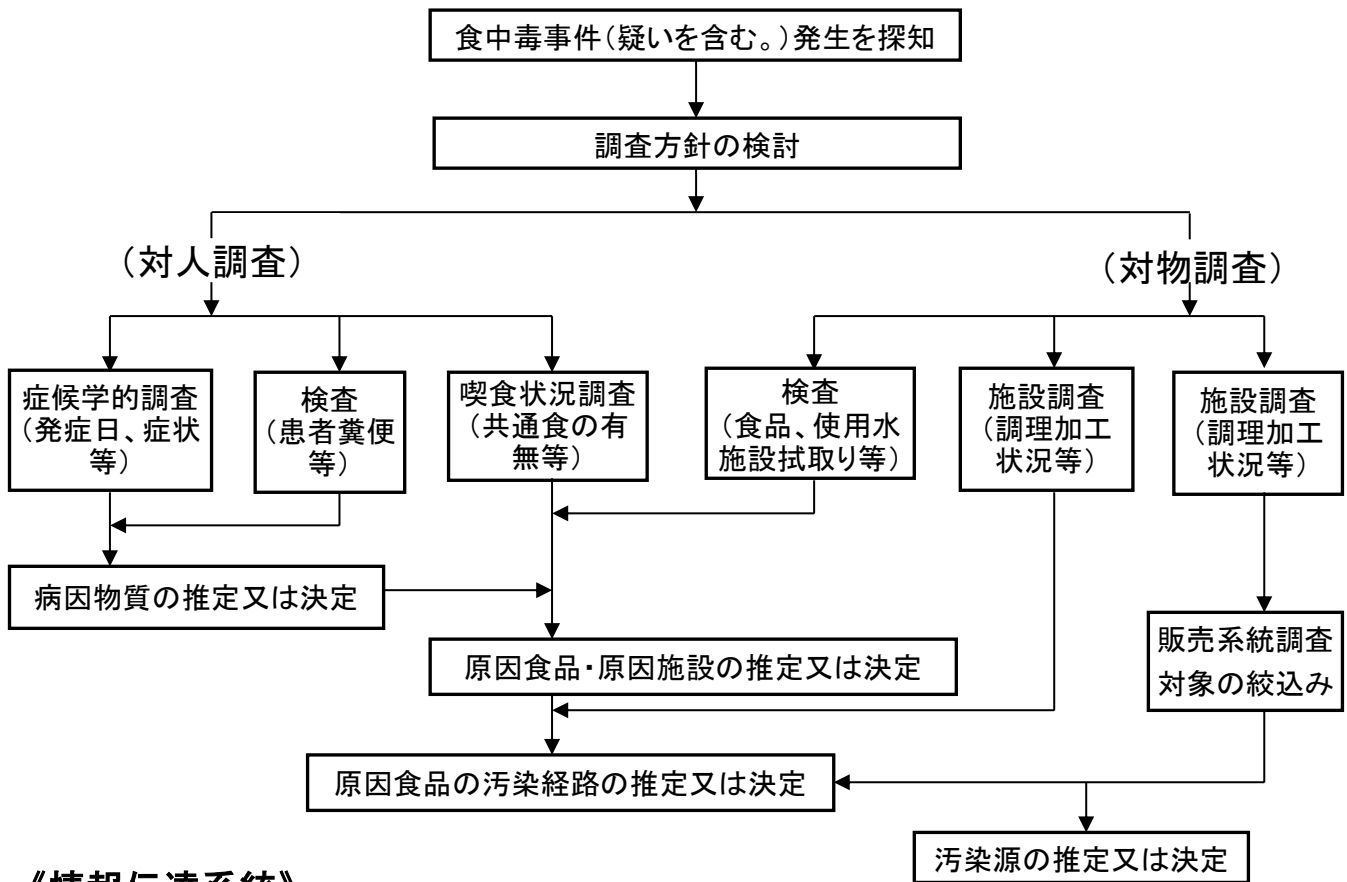 食中毒事件（疑いを含む。）発生を探知
調査方針の検討
（対人調査）
（対物調査）
症候学的調査
（発症日、症状
等）
検査
（患者糞便
等）
喫食状況調査
（共通食の有
無等）
検査
（食品、使用水
施設拭取り等）
施設調査
（調理加工
状況等）
施設調査
（調理加工
状況等）
病因物質の推定又は決定
原因食品・原因施設の推定又は決定
販売系統調査
対象の絞込み
原因食品の汚染経路の推定又は決定
汚染源の推定又は決定
《情報伝達系統》